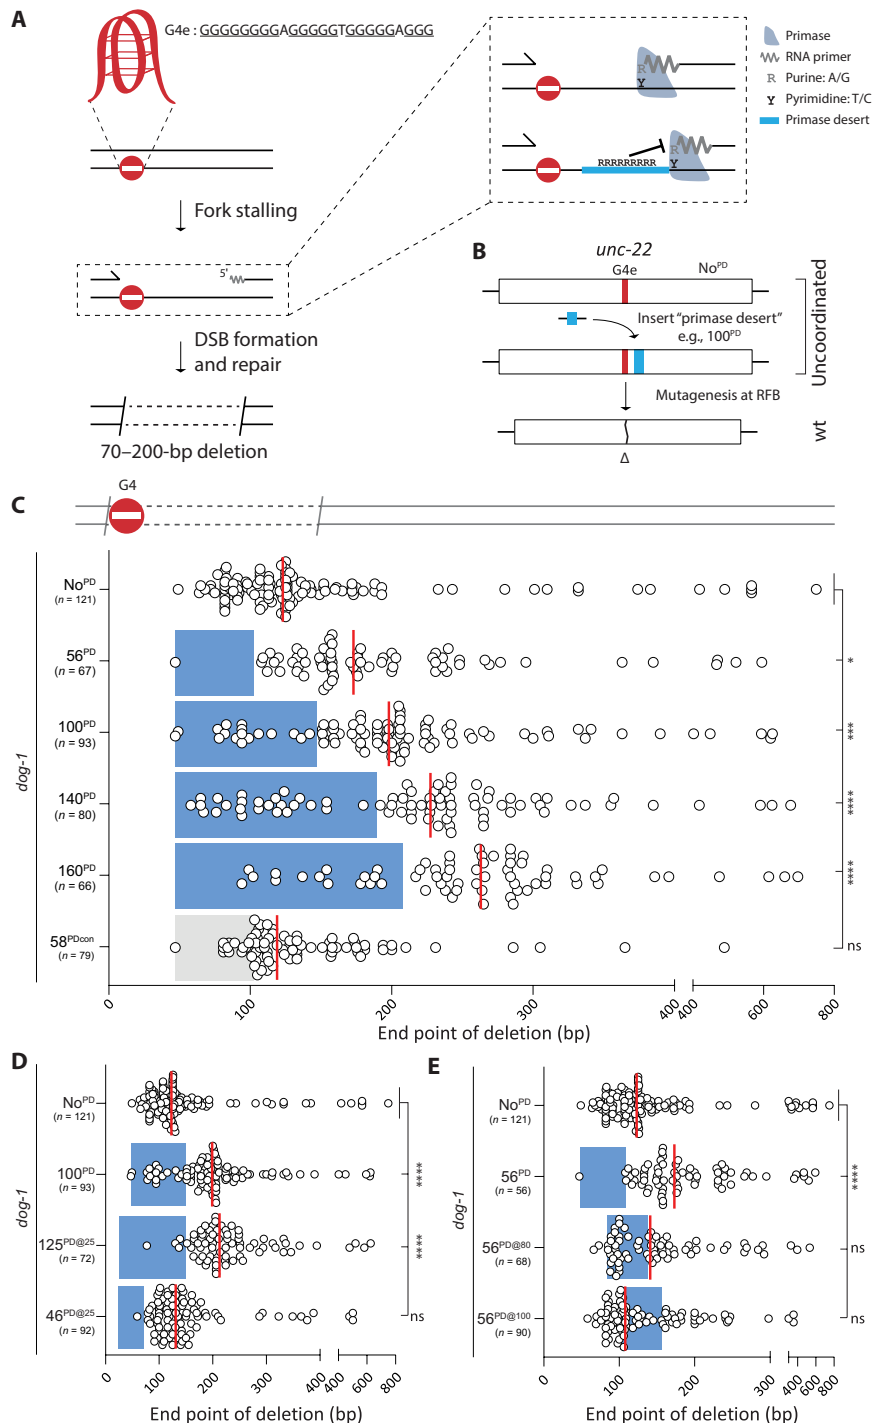 A
G4e : GGGGGGGGAGGGGGTGGGGGAGGG
Primase
RNA primer
R Purine: A/G
Y Pyrimidine: T/C
Primase desert
R
Y
RRRRRRRRR
R
Y
Fork stalling
5'
DSB formation
and repair
70–200-bp deletion
B
unc-22
G4e
No^PD
Insert “primase desert”
e.g., 100^PD
Mutagenesis at RFB
Δ
Uncoordinated
wt
C
G4
dog-1
No^PD
(n = 121)
56^PD
(n = 67)
*
100^PD
(n = 93)
***
140^PD
(n = 80)
****
160^PD
(n = 66)
****
58^PDcon
(n = 79)
ns
0 100 200 300 400 400 600 800
End point of deletion (bp)
D
dog-1
No^PD
(n = 121)
100^PD
(n = 93)
****
125^PD@25
(n = 72)
****
46^PD@25
(n = 92)
ns
0 100 200 300 400 400 600 800
End point of deletion (bp)
E
dog-1
No^PD
(n = 121)
56^PD
(n = 56)
****
56^PD@80
(n = 68)
ns
56^PD@100
(n = 90)
ns
0 100 200 300 400 600 800
End point of deletion (bp)